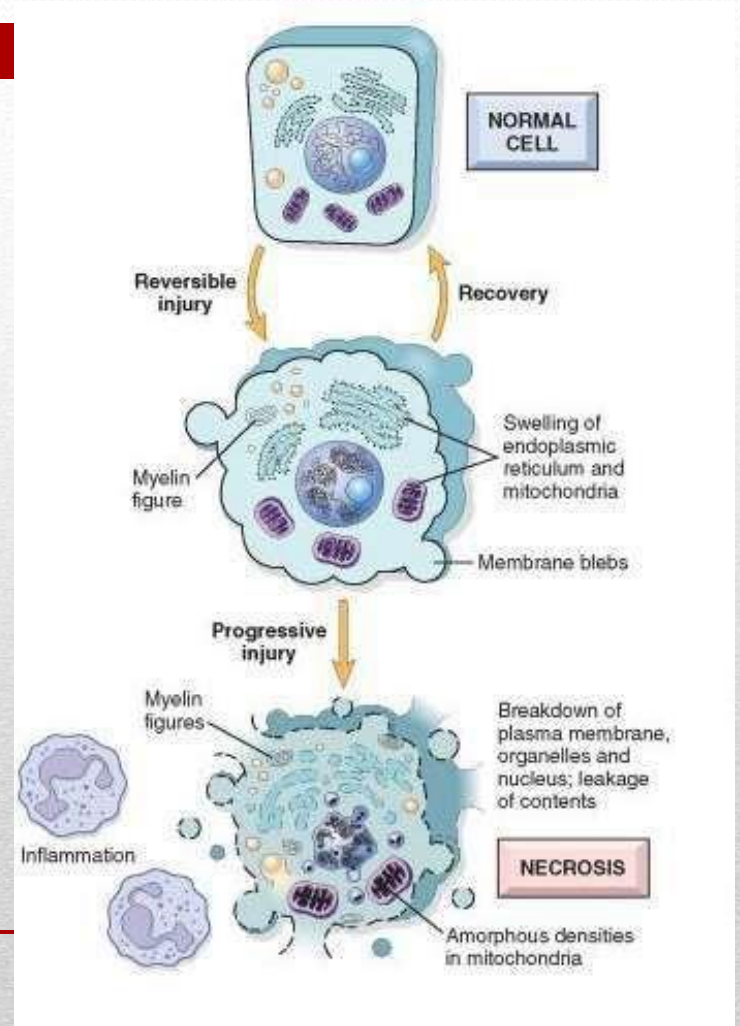 NORMAL
CELL
Reversible
injury
Recovery
Swelling of
endoplasmic
reticulum and
mitochondria
Myelin
figure
Membrane blebs
Progressive
injury
Myelin
figures
Breakdown of
plasma membrane,
organelles and
nucleus; leakage
of contents
Inflammation
NECROSIS
Amorphous densities
in mitochondria